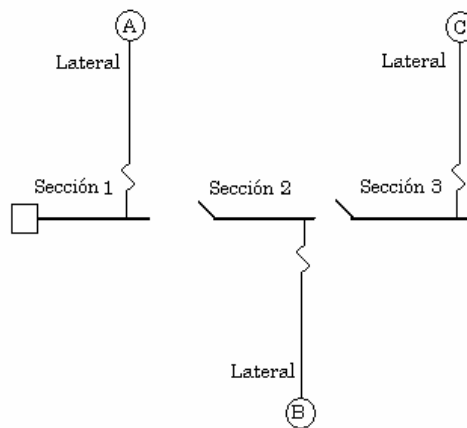 A
C
Lateral
Lateral
Sección 1
Sección 2
Sección 3
Lateral
B